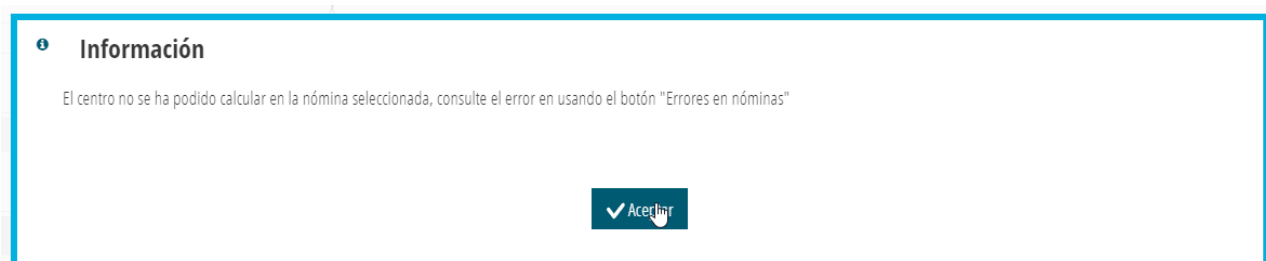 Información
El centro no se ha podido calcular en la nómina seleccionada, consulte el error en usando el botón "Errores en nóminas"